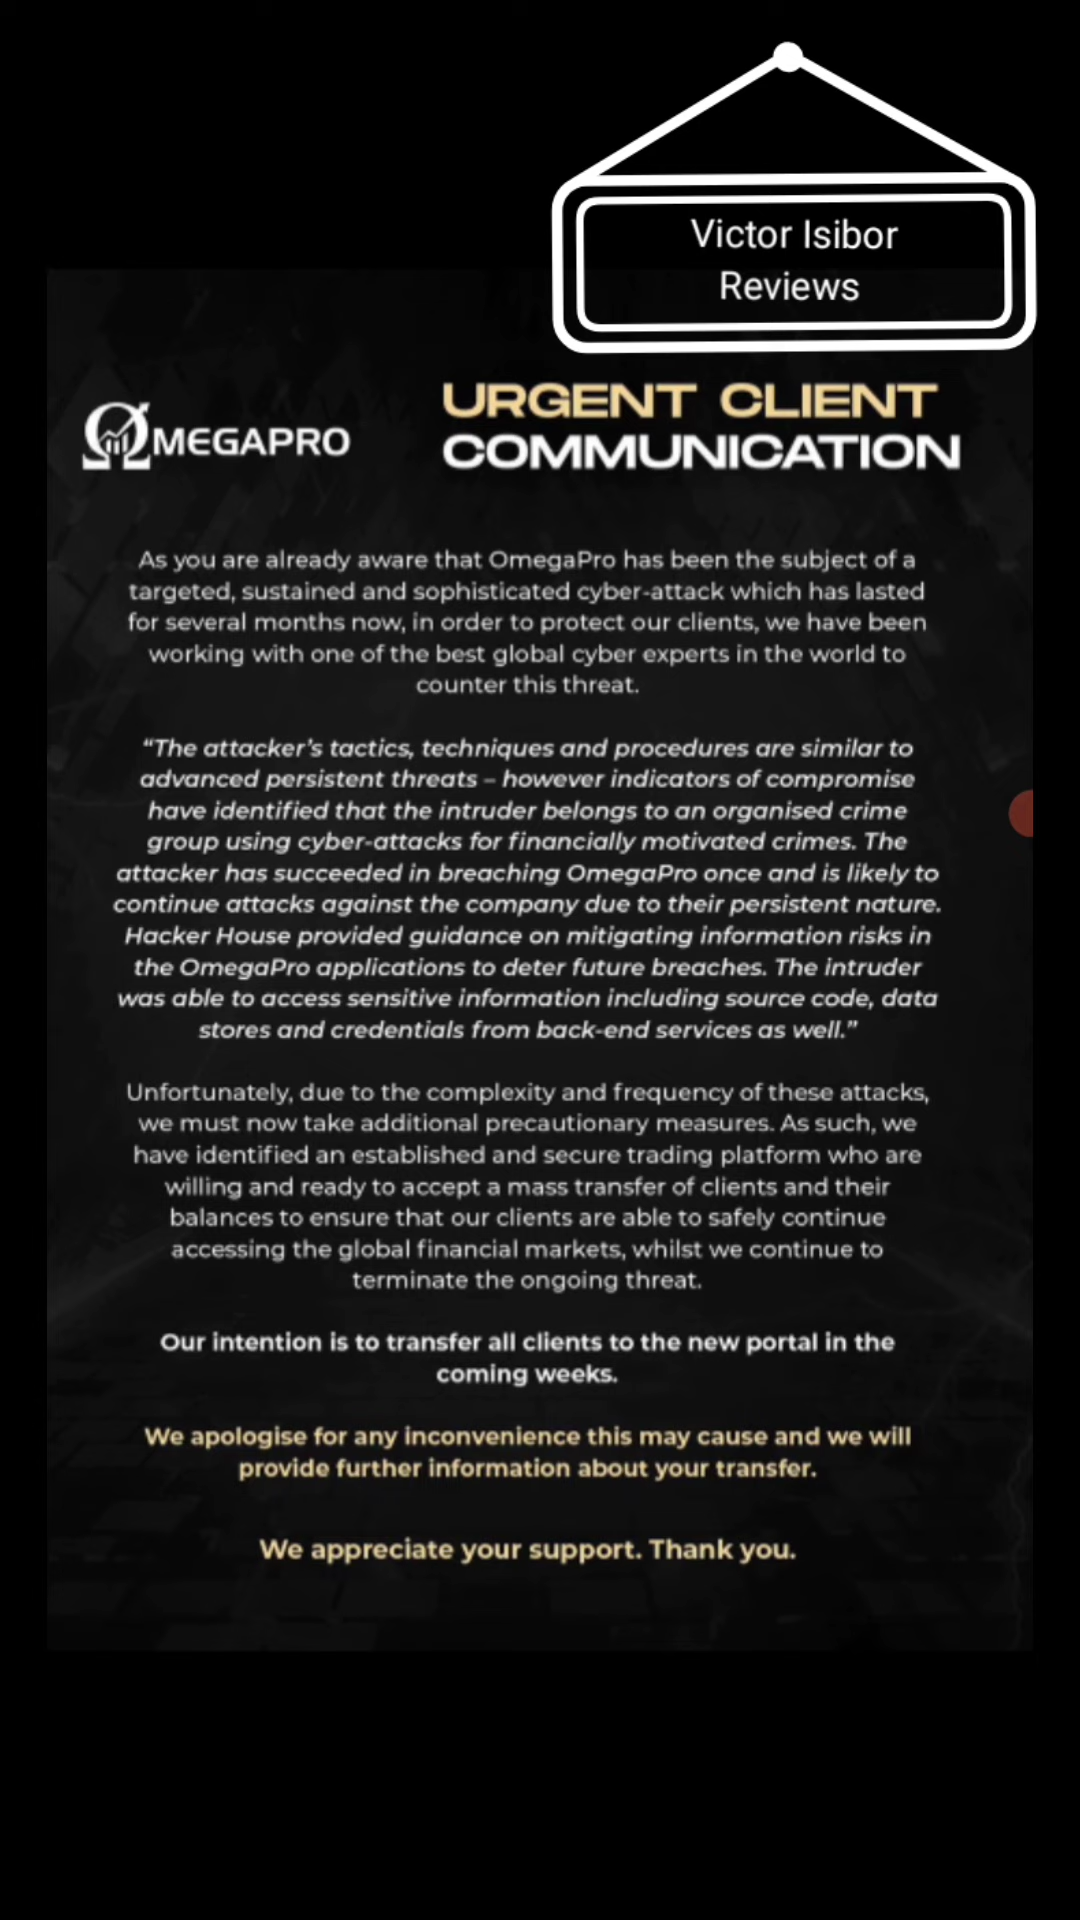 Victor Isibor
Reviews
ΩMEGAPRO
URGENT CLIENT
COMMUNICATION
As you are already aware that OmegaPro has been the subject of a
targeted, sustained and sophisticated cyber-attack which has lasted
for several months now, in order to protect our clients, we have been
working with one of the best global cyber experts in the world to
counter this threat.
“The attacker’s tactics, techniques and procedures are similar to
advanced persistent threats – however indicators of compromise
have identified that the intruder belongs to an organised crime
group using cyber-attacks for financially motivated crimes. The
attacker has succeeded in breaching OmegaPro once and is likely to
continue attacks against the company due to their persistent nature.
Hacker House provided guidance on mitigating information risks in
the OmegaPro applications to deter future breaches. The intruder
was able to access sensitive information including source code, data
stores and credentials from back-end services as well.”
Unfortunately, due to the complexity and frequency of these attacks,
we must now take additional precautionary measures. As such, we
have identified an established and secure trading platform who are
willing and ready to accept a mass transfer of clients and their
balances to ensure that our clients are able to safely continue
accessing the global financial markets, whilst we continue to
terminate the ongoing threat.
Our intention is to transfer all clients to the new portal in the
coming weeks.
We apologise for any inconvenience this may cause and we will
provide further information about your transfer.
We appreciate your support. Thank you.